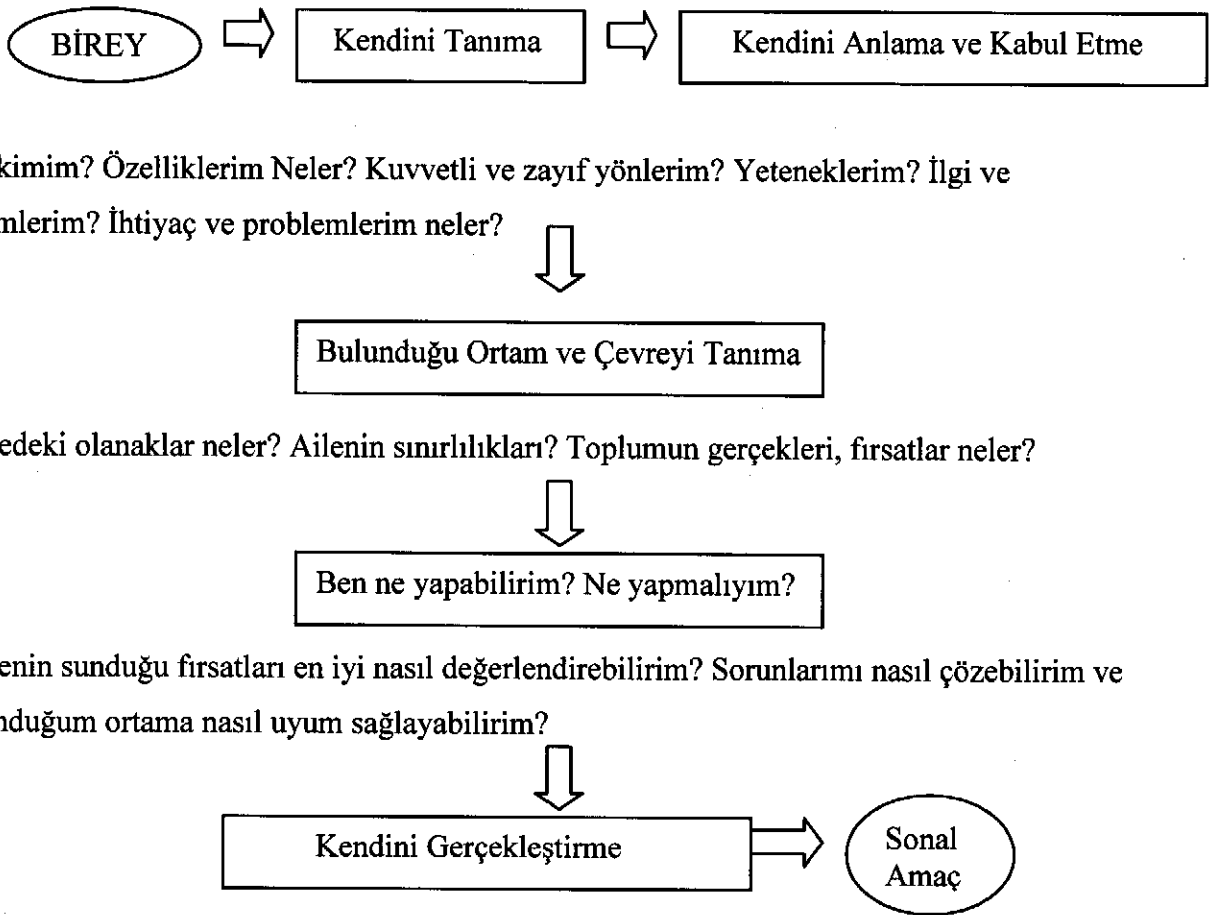 BİREY
Kendini Tanıma
Kendini Anlama ve Kabul Etme
kimim? Özelliklerim Neler? Kuvvetli ve zayıf yönlerim? Yeteneklerim? İlgi ve
mlerim? İhtiyaç ve problemlerim neler?
Bulunduğu Ortam ve Çevreyi Tanıma
edeki olanaklar neler? Ailenin sınırlılıkları? Toplumun gerçekleri, fırsatlar neler?
Ben ne yapabilirim? Ne yapmalıyım?
enin sunduğu fırsatları en iyi nasıl değerlendirebilirim? Sorunlarımı nasıl çözebilirim ve
nduğum ortama nasıl uyum sağlayabilirim?
Kendini Gerçekleştirme
Sonal
Amaç